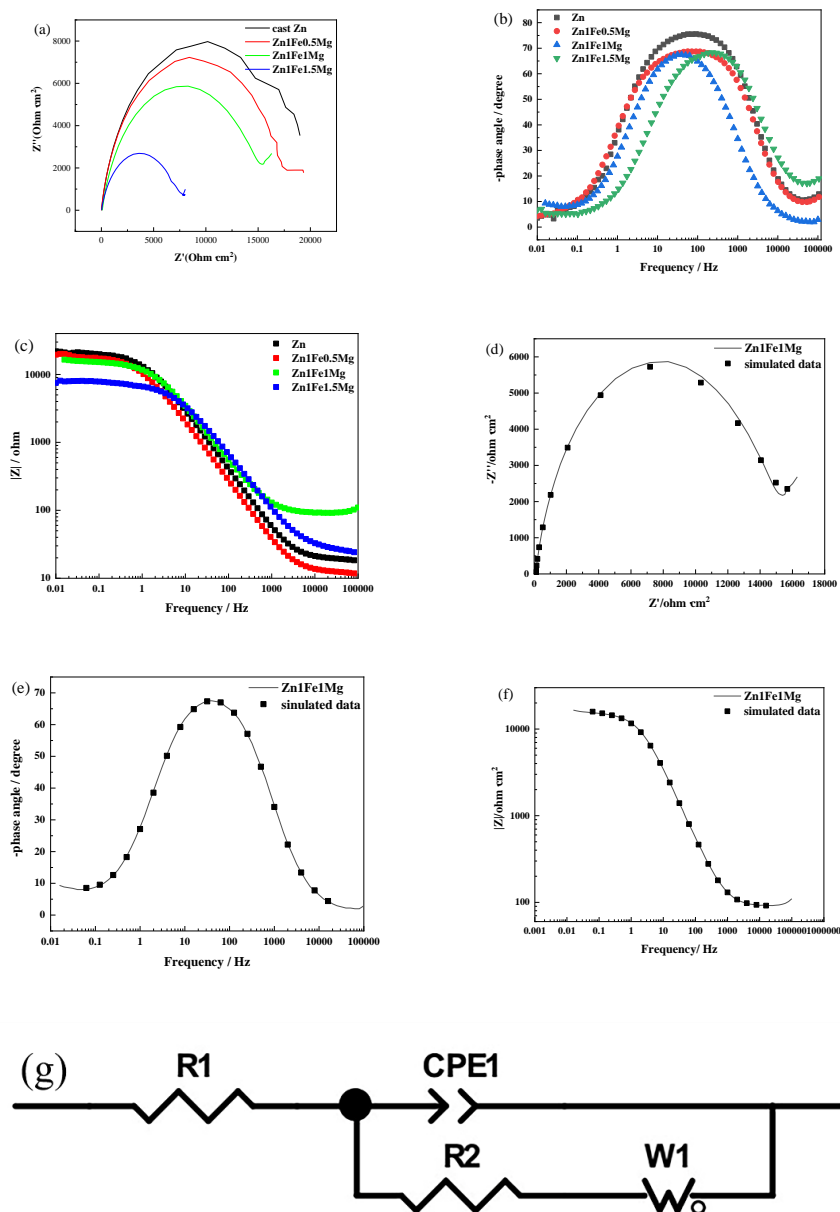 (a)
cast Zn
Zn1Fe0.5Mg
Zn1Fe1Mg
Zn1Fe1.5Mg
8000
6000
4000
2000
0
Z''(Ohm cm²)
0 5000 10000 15000 20000
Z'(Ohm cm²)
(b)
Zn
Zn1Fe0.5Mg
Zn1Fe1Mg
Zn1Fe1.5Mg
80
70
60
50
40
30
20
10
0
-phase angle / degree
0.01 0.1 1 10 100 1000 10000 100000
Frequency / Hz
(c)
Zn
Zn1Fe0.5Mg
Zn1Fe1Mg
Zn1Fe1.5Mg
10000
1000
100
10
|Z| / ohm
0.01 0.1 1 10 100 1000 10000 100000
Frequency / Hz
(d)
Zn1Fe1Mg
simulated data
6000
5000
4000
3000
2000
1000
0
-Z''/ohm cm²
0 2000 4000 6000 8000 10000 12000 14000 16000 18000
Z'/ohm cm²
(e)
Zn1Fe1Mg
simulated data
70
60
50
40
30
20
10
0
-phase angle / degree
0.01 0.1 1 10 100 1000 10000 100000
Frequency / Hz
(f)
Zn1Fe1Mg
simulated data
10000
1000
100
|Z|/ohm cm²
0.001 0.01 0.1 1 10 100 1000 10000 100000 1000000
Frequency/ Hz
(g)
R1
CPE1
R2
W1